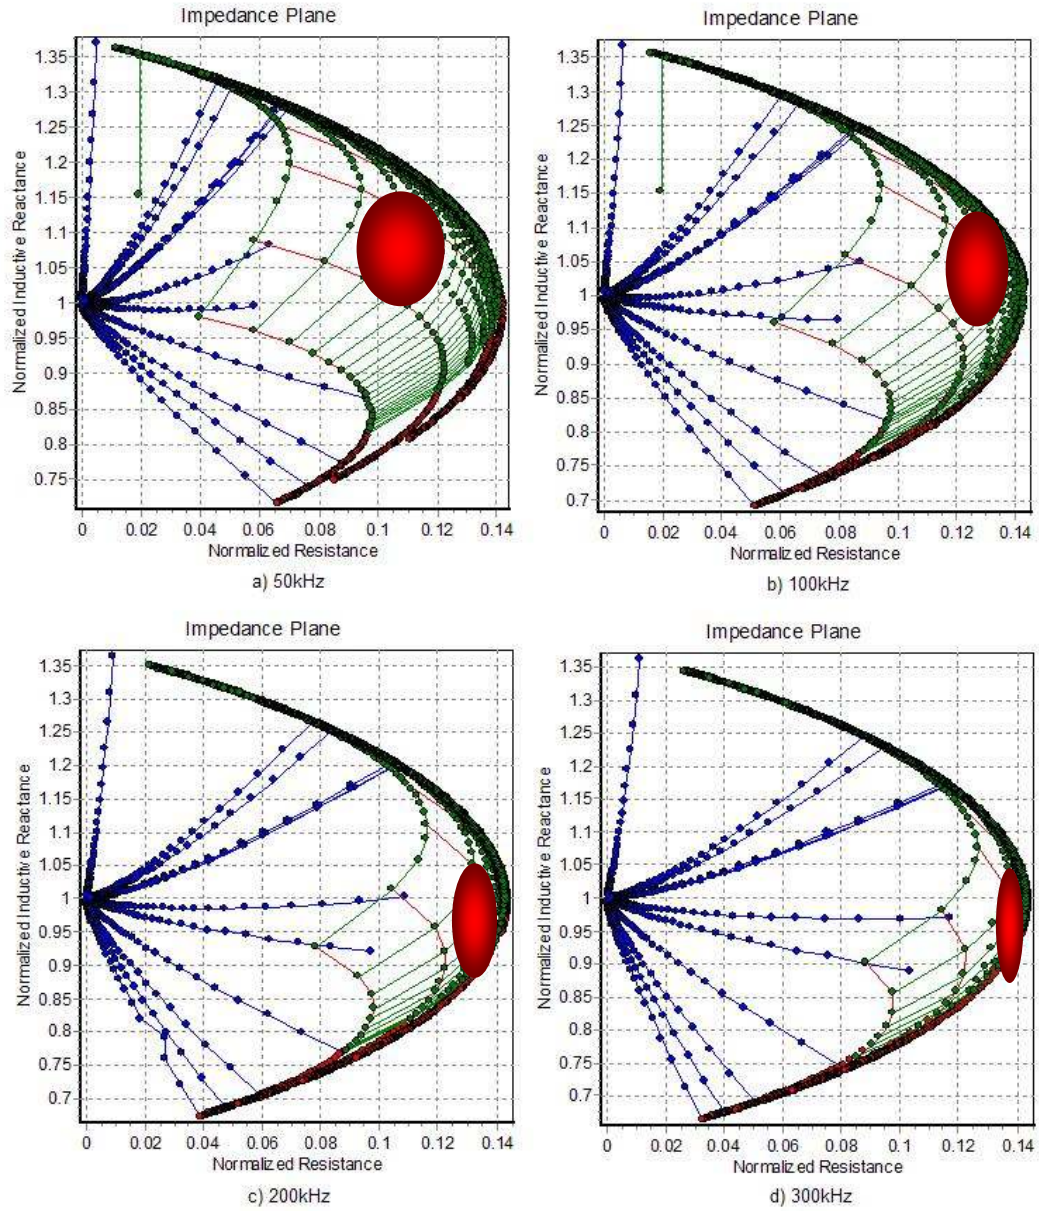 Impedance Plane
Normalized Inductive Reactance
1.35
1.3
1.25
1.2
1.15
1.1
1.05
1
0.95
0.9
0.85
0.8
0.75
0 0.02 0.04 0.06 0.08 0.1 0.12 0.14
Normalized Resistance
a) 50kHz
Impedance Plane
Normalized Inductive Reactance
1.35
1.3
1.25
1.2
1.15
1.1
1.05
1
0.95
0.9
0.85
0.8
0.75
0.7
0 0.02 0.04 0.06 0.08 0.1 0.12 0.14
Normalized Resistance
b) 100kHz
Impedance Plane
Normalized Inductive Reactance
1.35
1.3
1.25
1.2
1.15
1.1
1.05
1
0.95
0.9
0.85
0.8
0.75
0.7
0 0.02 0.04 0.06 0.08 0.1 0.12 0.14
Normalized Resistance
c) 200kHz
Impedance Plane
Normalized Inductive Reactance
1.35
1.3
1.25
1.2
1.15
1.1
1.05
1
0.95
0.9
0.85
0.8
0.75
0.7
0 0.02 0.04 0.06 0.08 0.1 0.12 0.14
Normalized Resistance
d) 300kHz